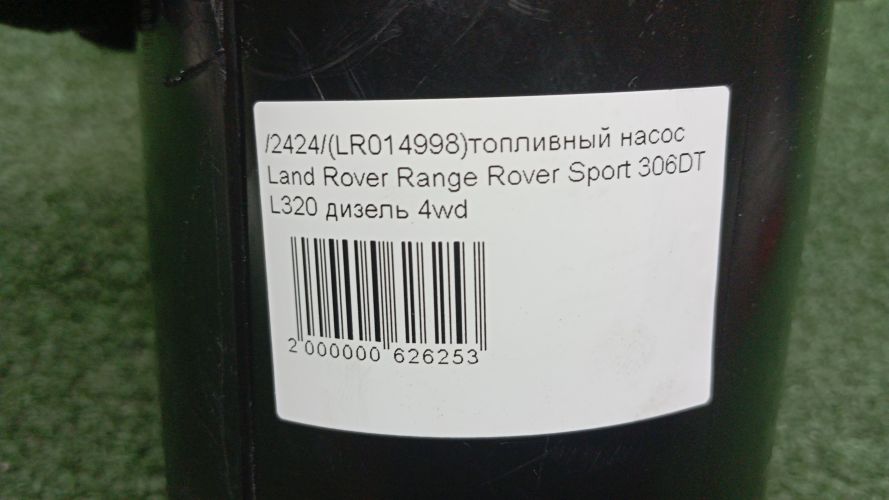 /2424/(LR014998)топливный насос
Land Rover Range Rover Sport 306DT
L320 дизель 4wd
2 000000 626253